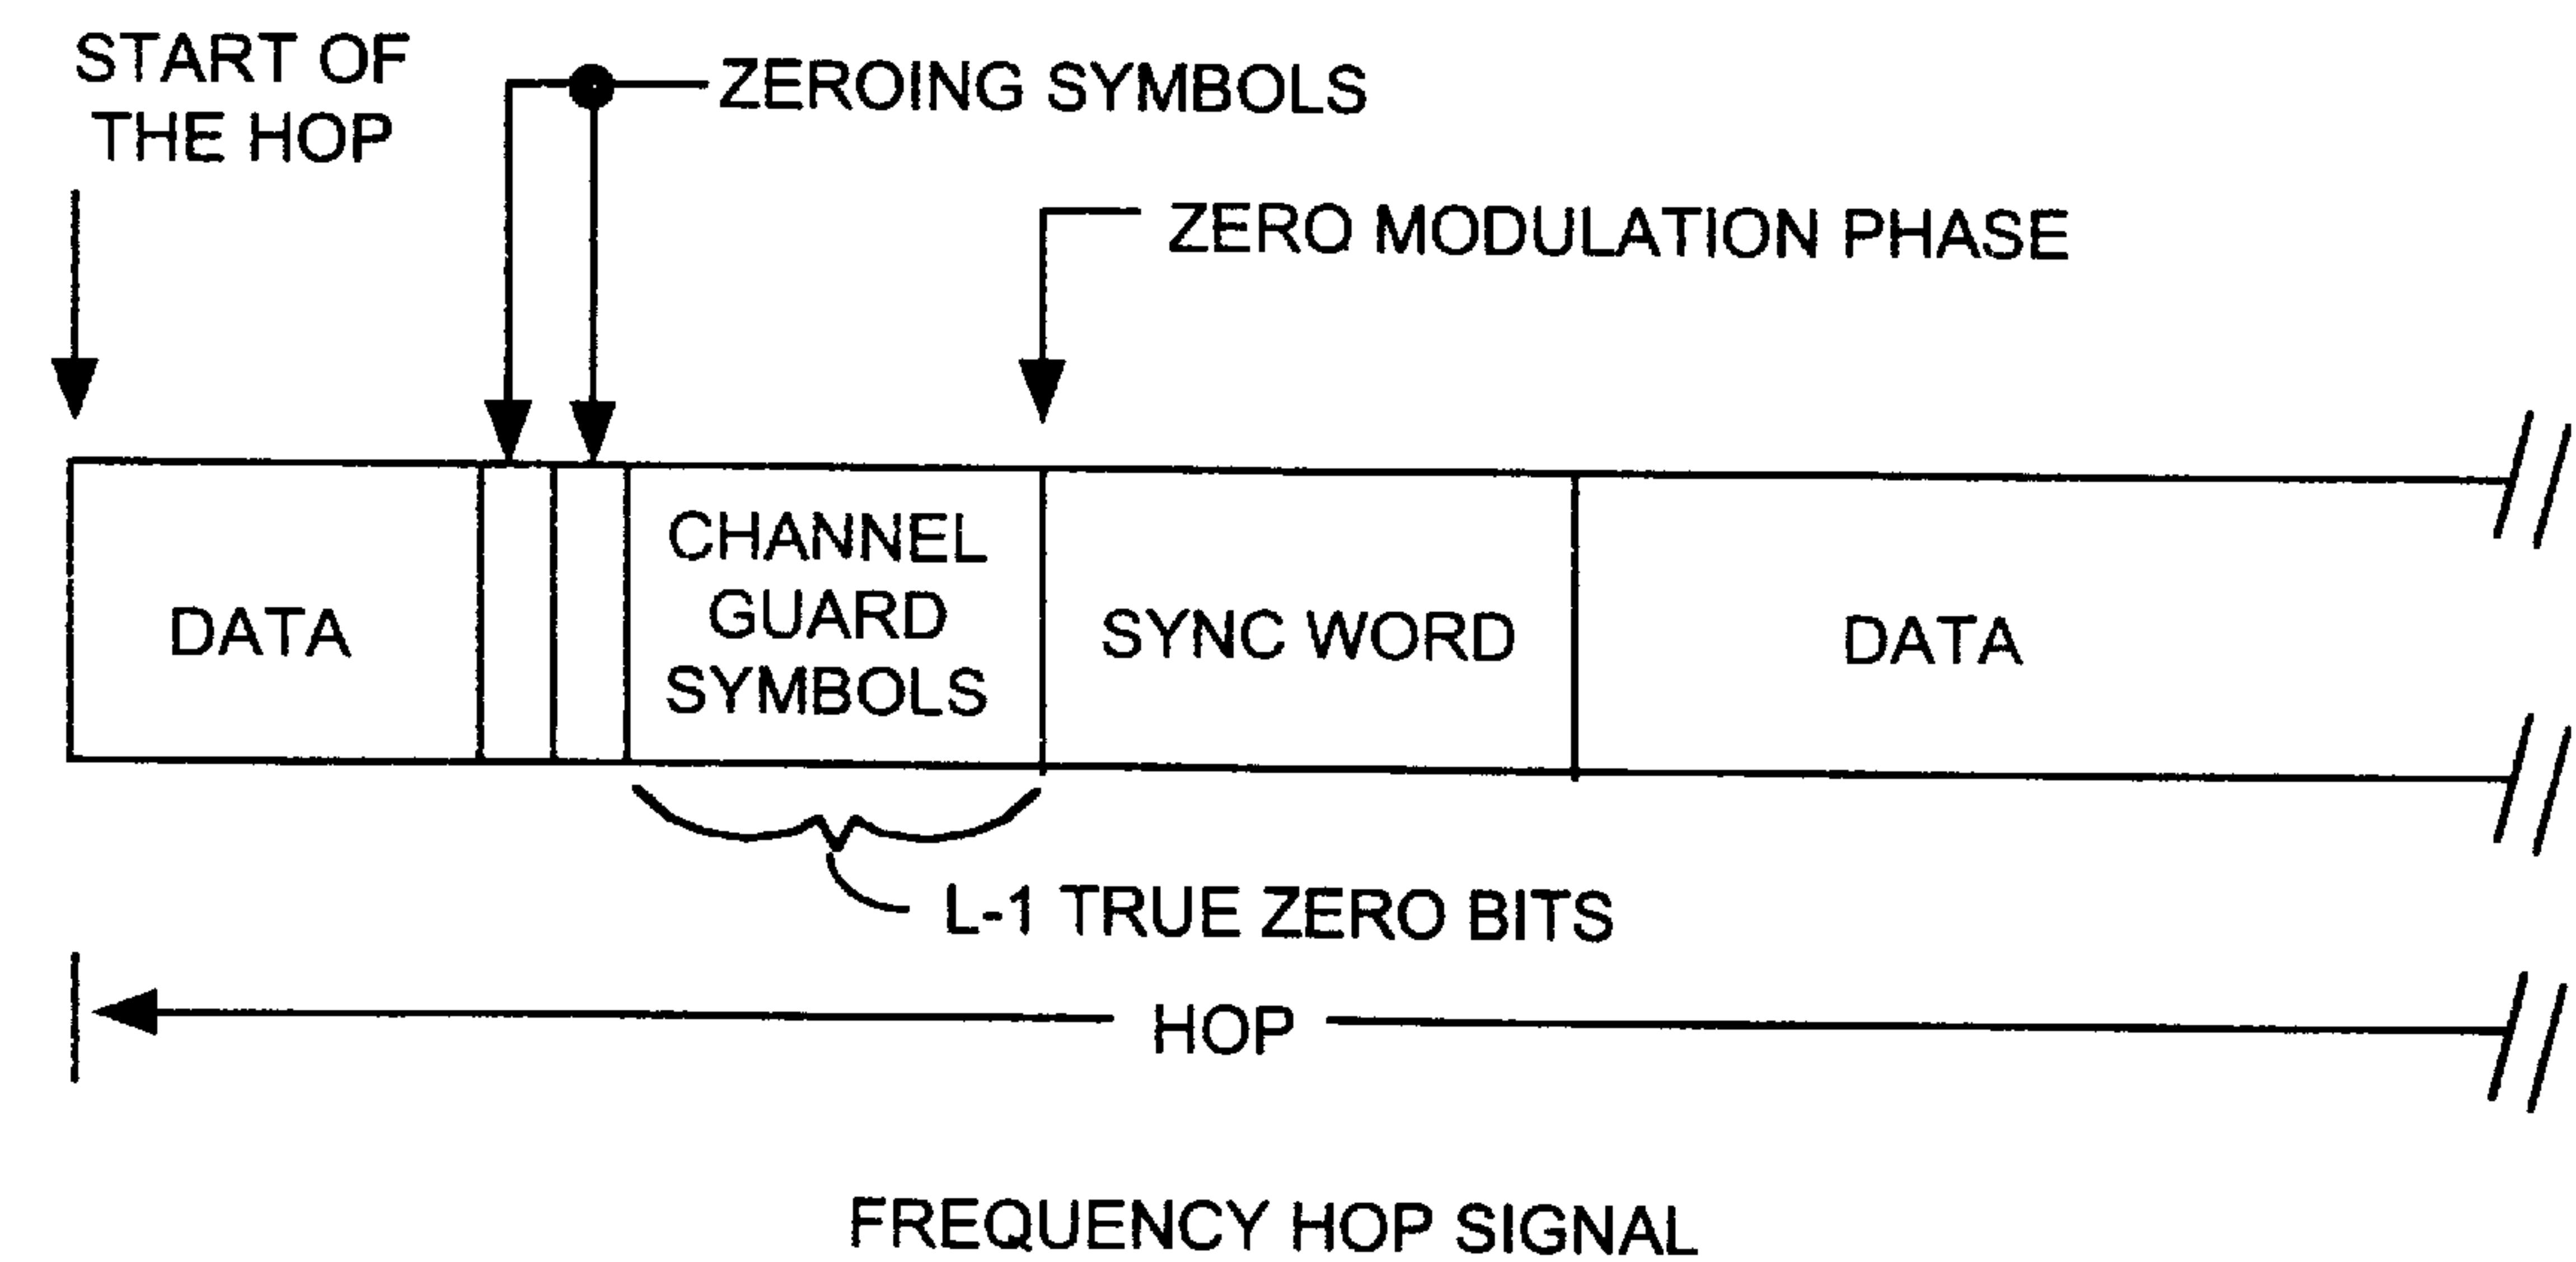 START OF
THE HOP
ZEROING SYMBOLS
ZERO MODULATION PHASE
DATA
CHANNEL
GUARD
SYMBOLS
SYNC WORD
DATA
L-1 TRUE ZERO BITS
HOP
FREQUENCY HOP SIGNAL